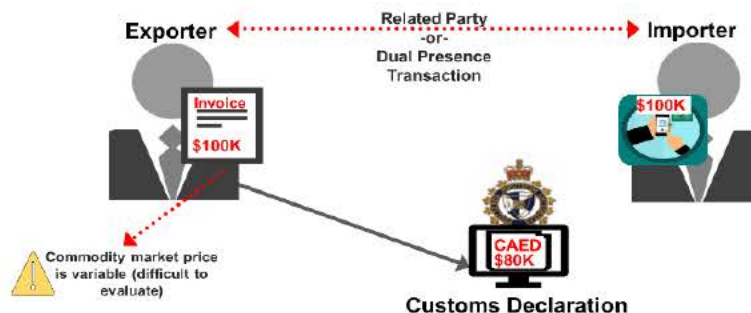 Related Party
-or-
Dual Presence
Transaction
Exporter
Importer
Invoice
$100K
$100K
Commodity market price
is variable (difficult to
evaluate)
CAED
$80K
Customs Declaration